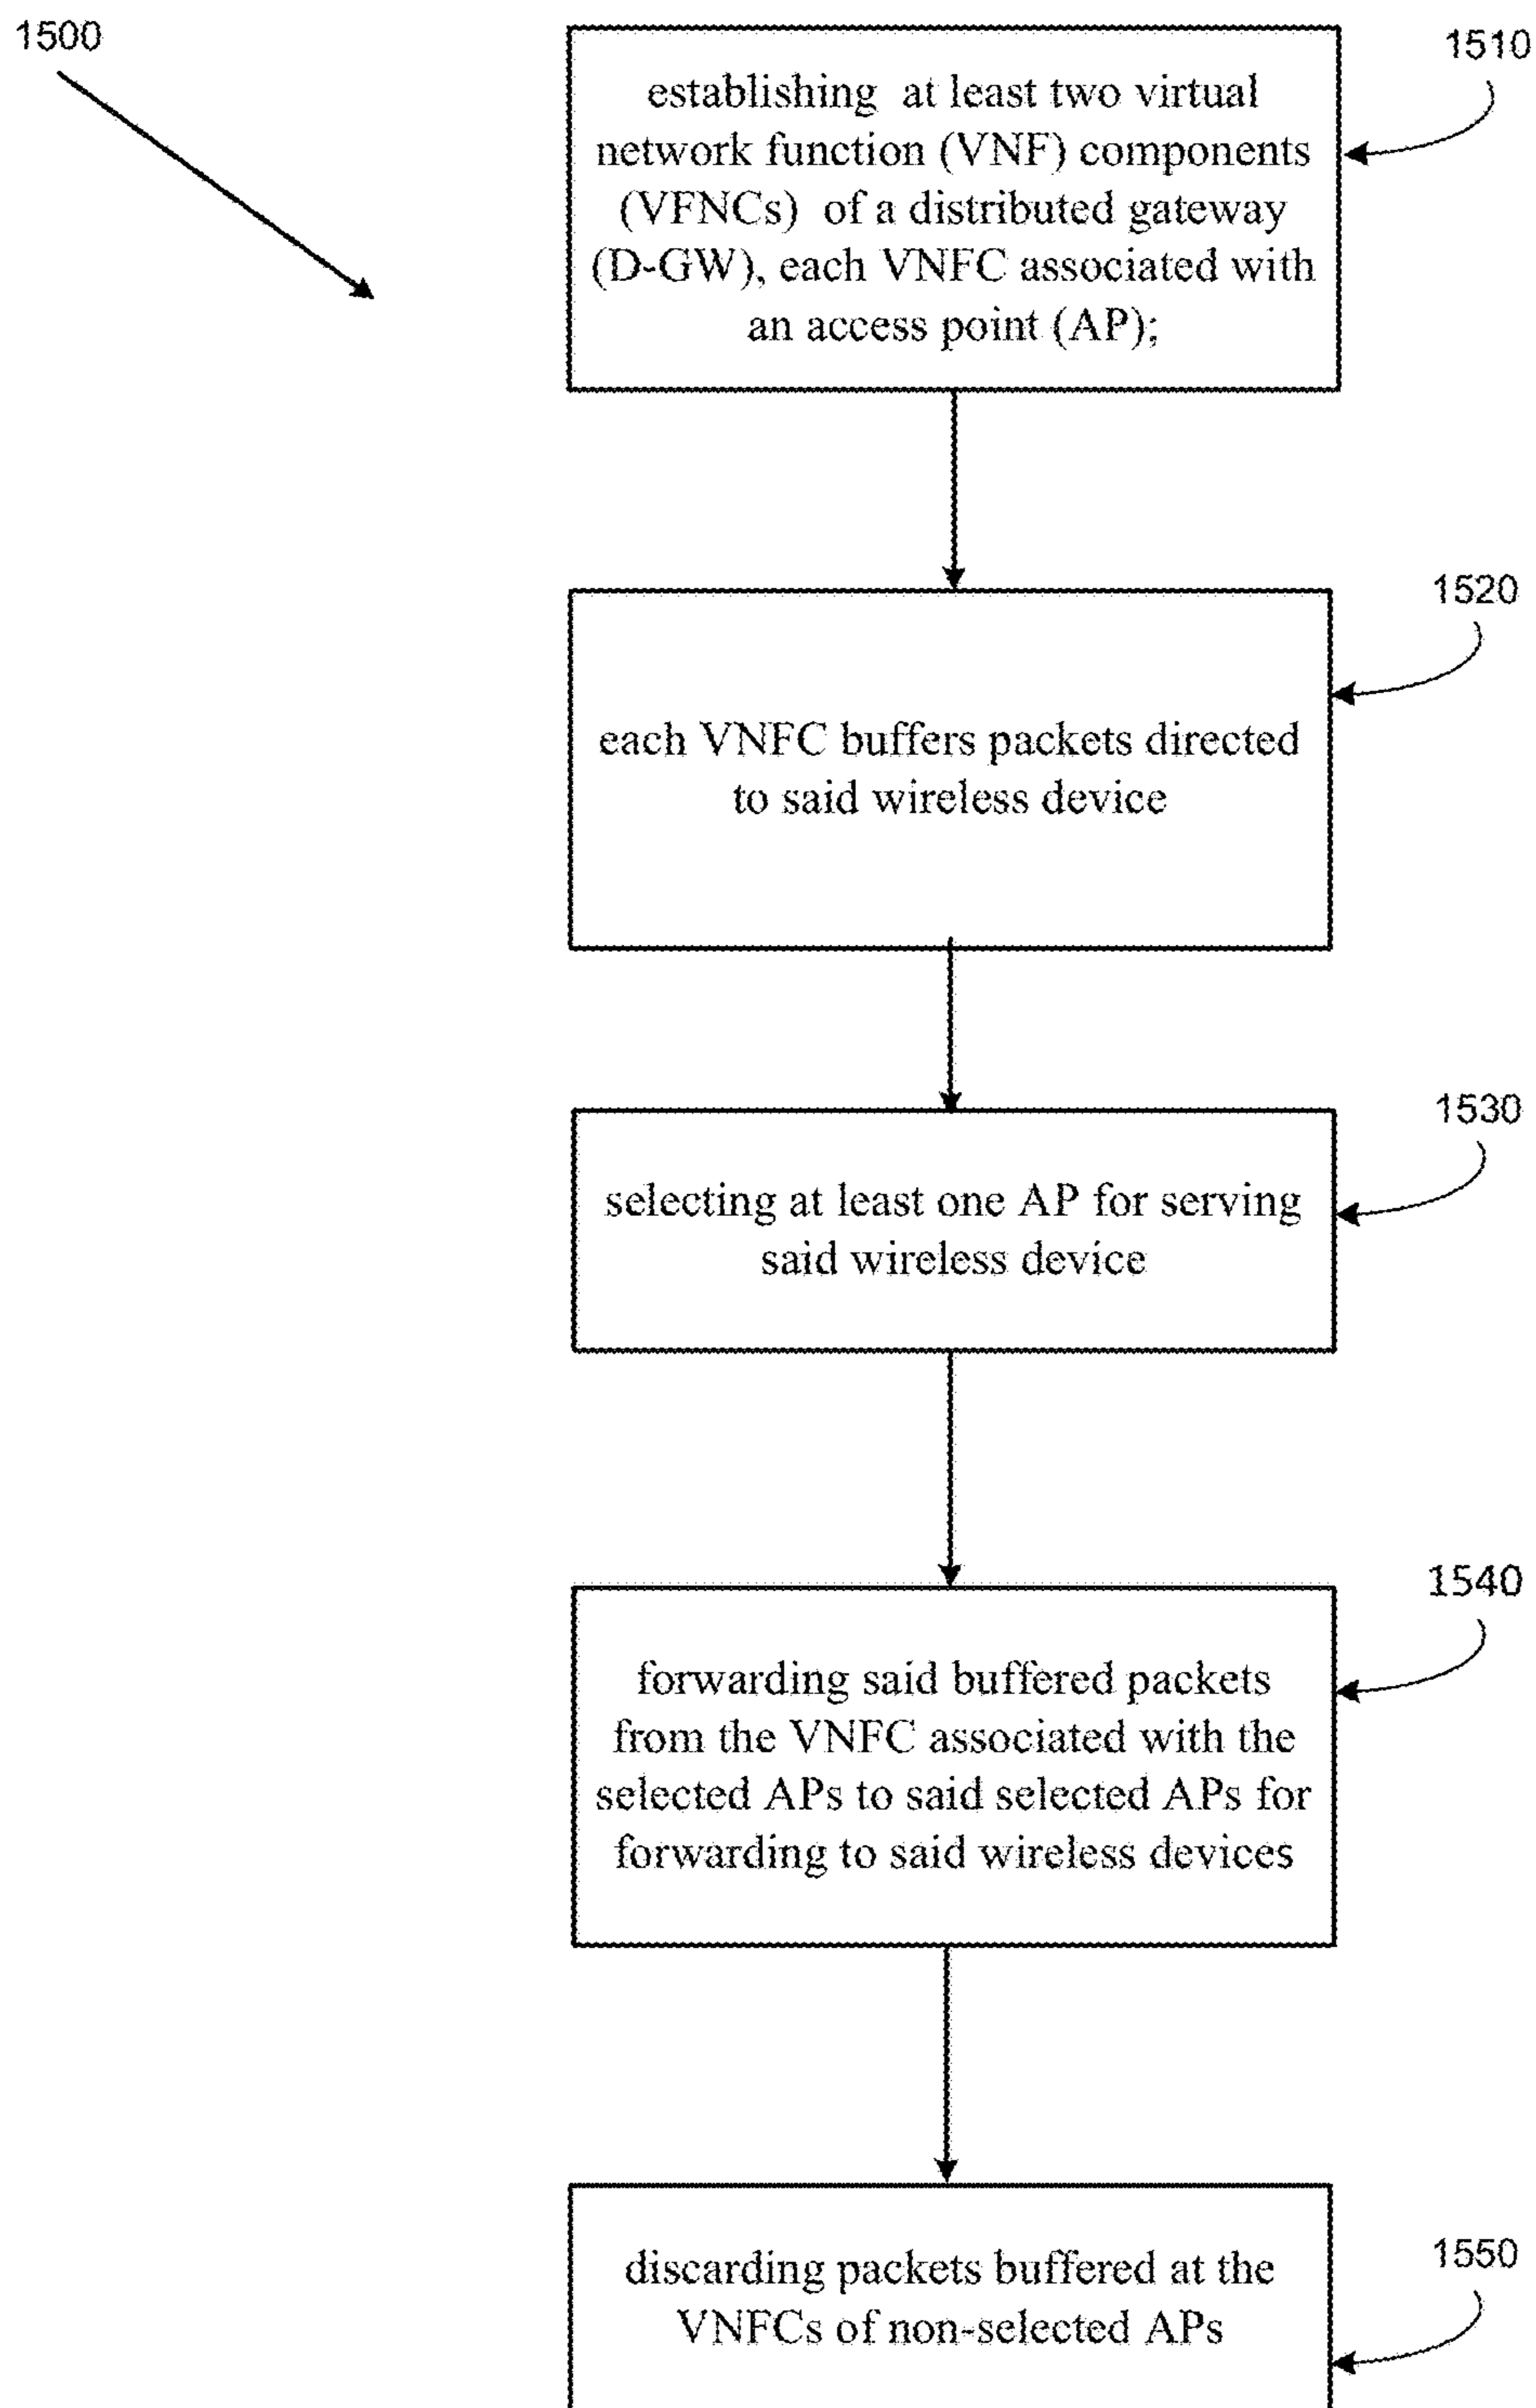 1500
1510
establishing at least two virtual
network function (VNF) components
(VFNCs) of a distributed gateway
(D-GW), each VNFC associated with
an access point (AP);
1520
each VNFC buffers packets directed
to said wireless device
1530
selecting at least one AP for serving
said wireless device
1540
forwarding said buffered packets
from the VNFC associated with the
selected APs to said selected APs for
forwarding to said wireless devices
1550
discarding packets buffered at the
VNFCs of non-selected APs